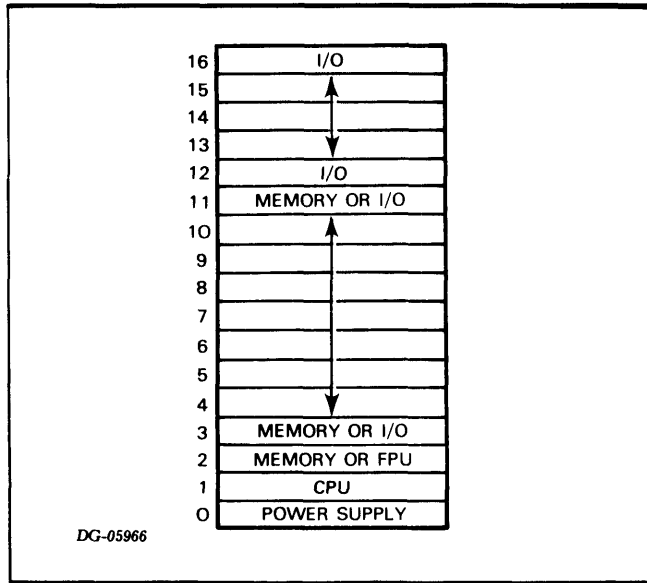 16 I/O
15
14
13
12 I/O
11 MEMORY OR I/O
10
9
8
7
6
5
4
3 MEMORY OR I/O
2 MEMORY OR FPU
1 CPU
0 POWER SUPPLY
DG-05966